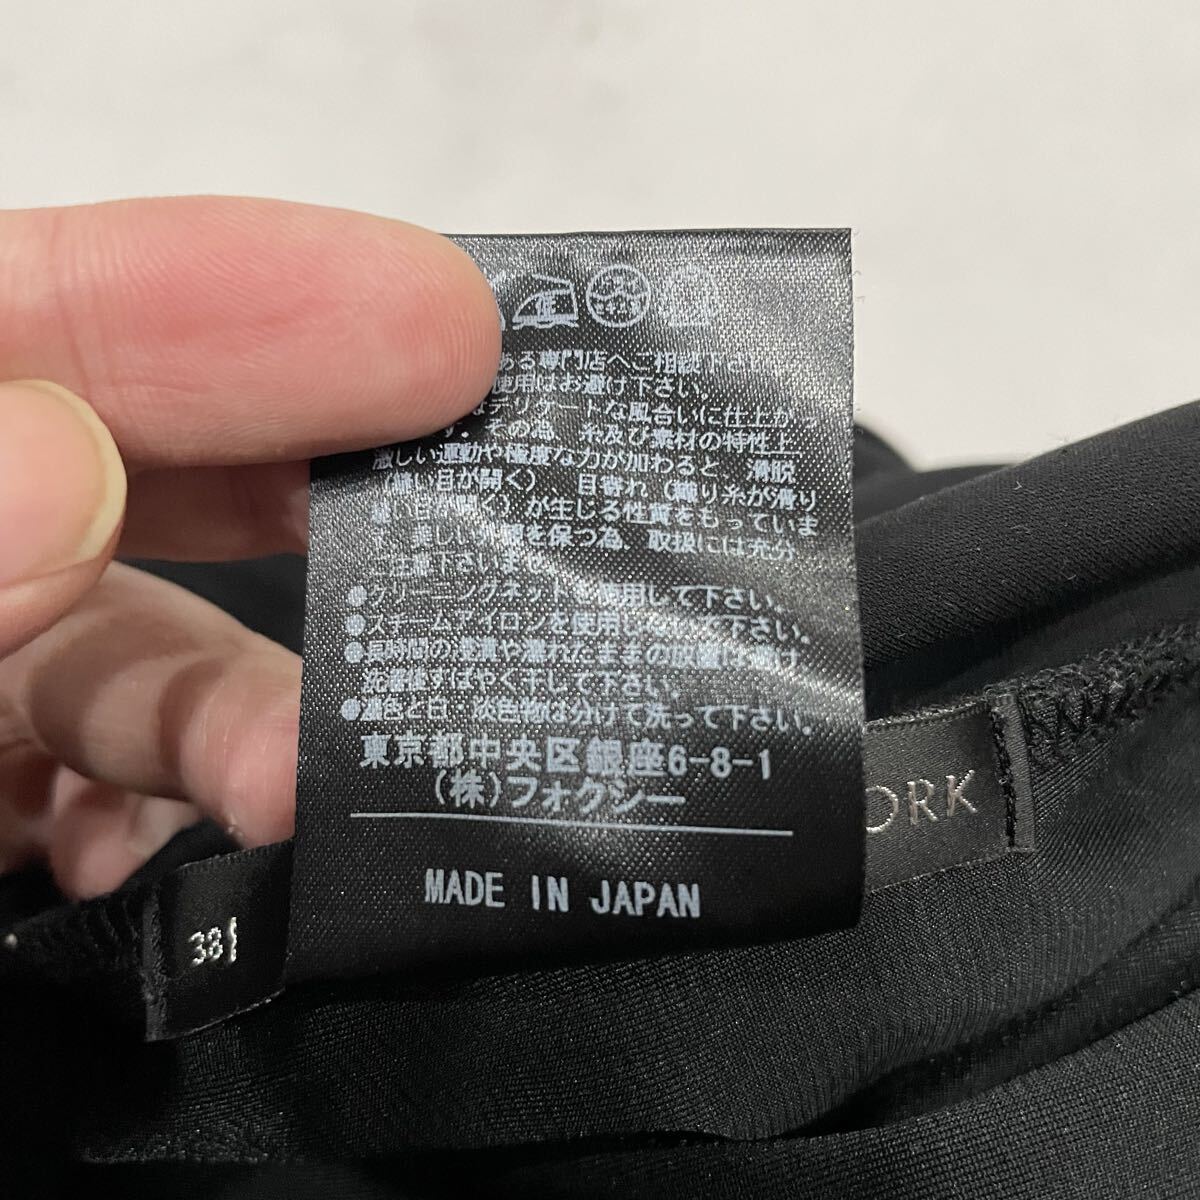 ある専門店へご相談下さい。
使用はお避け下さい。
なデリケートな風合いに仕上がっ
す。その為、糸及び素材の特性上、
激しい運動や極度な力が加わると 滑脱
(縫い目が開く) 目寄れ (織り糸が滑り
目が開く) が生じる性質をもっていま
を保つ為、取扱には充分
ご注意下さいませ。
●クリーニングネットを使用して下さい。
●スチームアイロンを使用しないで下さい。
●長時間の浸漬や濡れたままの放置は避け
洗濯後すばやく干して下さい。
●濃色と白・淡色物は分けて洗って下さい。
東京都中央区銀座6-8-1
(株)フォクシー
MADE IN JAPAN
ORK
38